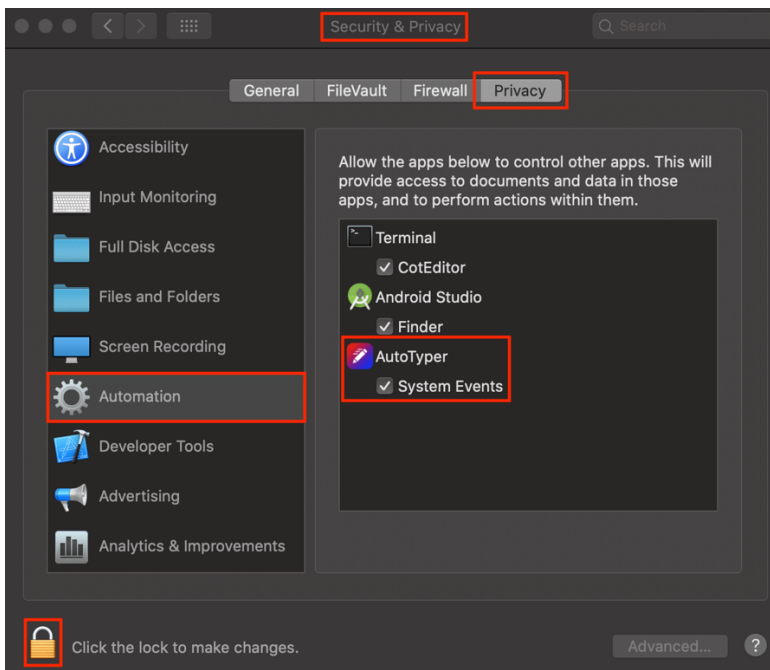 Security & Privacy
Search
General
FileVault
Firewall
Privacy
Accessibility
Input Monitoring
Full Disk Access
Files and Folders
Screen Recording
Automation
Developer Tools
Advertising
Analytics & Improvements
Allow the apps below to control other apps. This will
provide access to documents and data in those
apps, and to perform actions within them.
Terminal
CotEditor
Android Studio
Finder
AutoTyper
System Events
Click the lock to make changes.
Advanced...
?